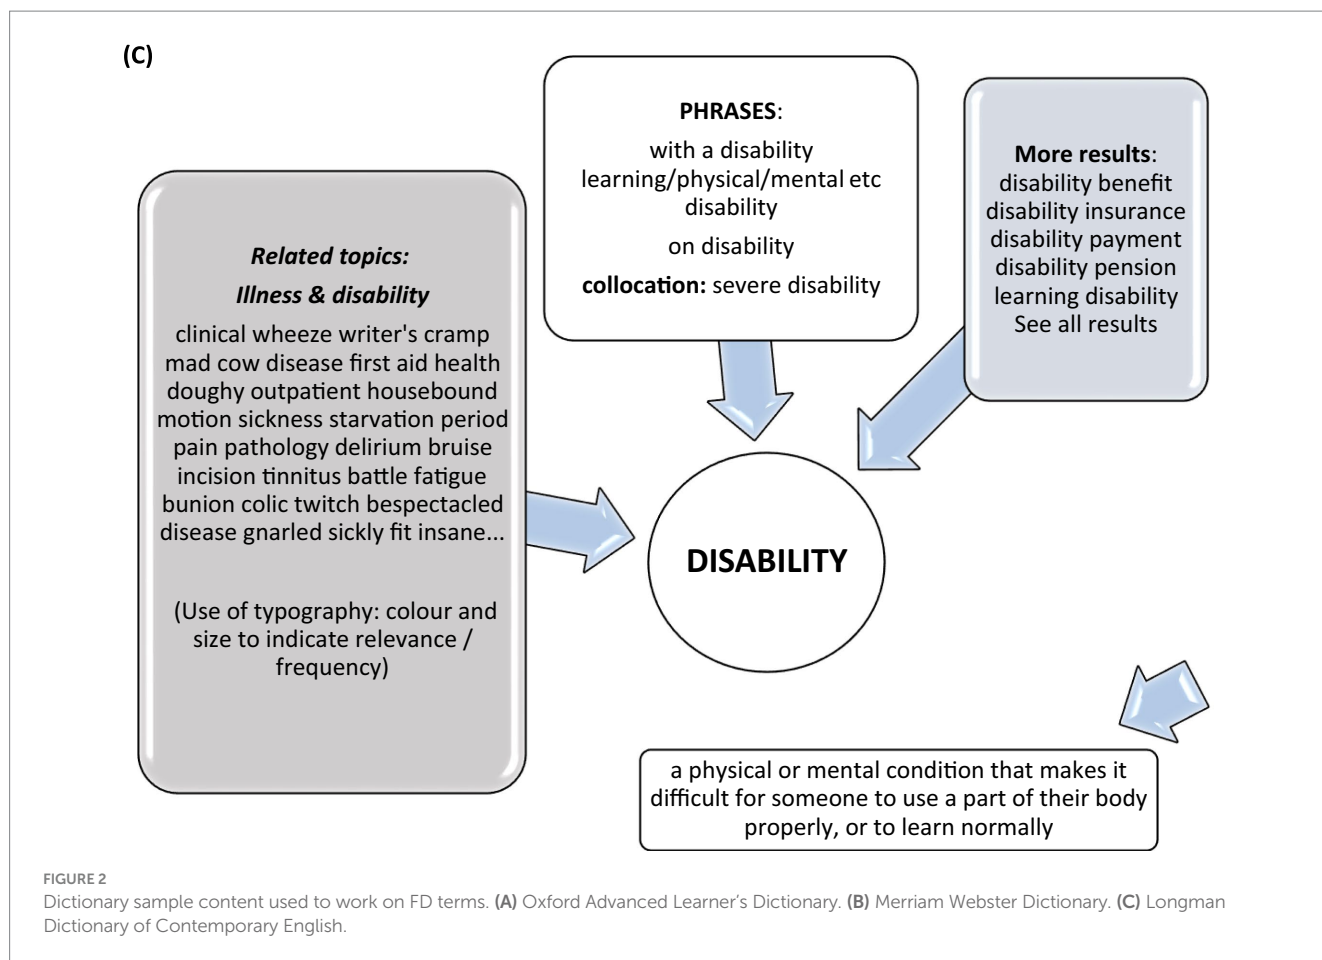 (C)
PHRASES:
with a disability
learning/physical/mental etc
disability
on disability
collocation: severe disability
More results:
disability benefit
disability insurance
disability payment
disability pension
learning disability
See all results
Related topics:
Illness & disability
clinical wheeze writer's cramp
mad cow disease first aid health
doughy outpatient housebound
motion sickness starvation period
pain pathology delirium bruise
incision tinnitus battle fatigue
bunion colic twitch bespectacled
disease gnarled sickly fit insane...
(Use of typography: colour and
size to indicate relevance /
frequency)
DISABILITY
a physical or mental condition that makes it
difficult for someone to use a part of their body
properly, or to learn normally
FIGURE 2
Dictionary sample content used to work on FD terms. (A) Oxford Advanced Learner’s Dictionary. (B) Merriam Webster Dictionary. (C) Longman
Dictionary of Contemporary English.